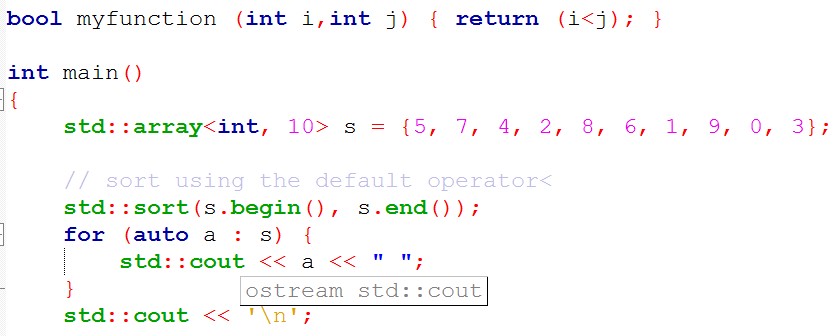 bool myfunction (int i,int j) { return (i<j); }
int main()
{
std::array<int, 10> s = {5, 7, 4, 2, 8, 6, 1, 9, 0, 3};
// sort using the default operator<
std::sort(s.begin(), s.end());
for (auto a : s) {
std::cout << a << " ";
}
ostream std::cout
std::cout << '\n';